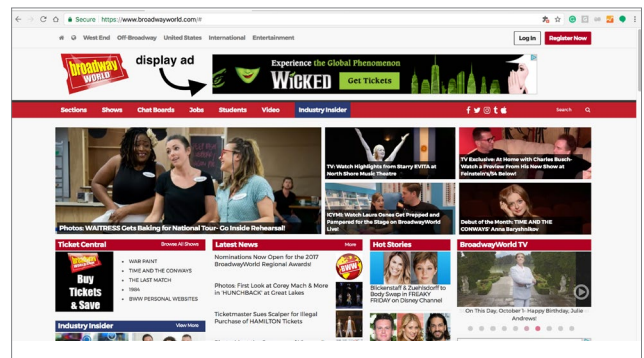 Secure https://www.broadwayworld.com/#
West End Off-Broadway United States International Entertainment
Log In Register Now
broadway
WORLD
display ad
Experience the Global Phenomenon
WICKED Get Tickets
Sections Shows Chat Boards Jobs Students Video Industry Insider
Search
Photos: WAITRESS Gets Baking for National Tour- Go Inside Rehearsal!
TV: Watch Highlights from Starry EVITA at
North Shore Music Theatre
TV Exclusive: At Home with Charles Busch-
Watch a Preview From His New Show at
Feinstein's/54 Below!
ICYMI: Watch Laura Osnes Get Prepped and
Pampered for the Stage on BroadwayWorld
Live!
Debut of the Month: TIME AND THE
CONWAYS' Anna Baryshnikov
Ticket Central Browse All Shows
Buy
Tickets
& Save
WAR PAINT
TIME AND THE CONWAYS
THE LAST MATCH
1984
BWW PERSONAL WEBSITES
Industry Insider View More
Latest News More
Nominations Now Open for the 2017
BroadwayWorld Regional Awards!
Photos: First Look at Corey Mach & More
in 'HUNCHBACK' at Great Lakes
Ticketmaster Sues Scalper for Illegal
Purchase of HAMILTON Tickets
Hot Stories
Blickenstaff & Zuehlsdorff to
Body Swap in FREAKY
FRIDAY on Disney Channel
BroadwayWorld TV
On This Day, October 1- Happy Birthday, Julie
Andrews!